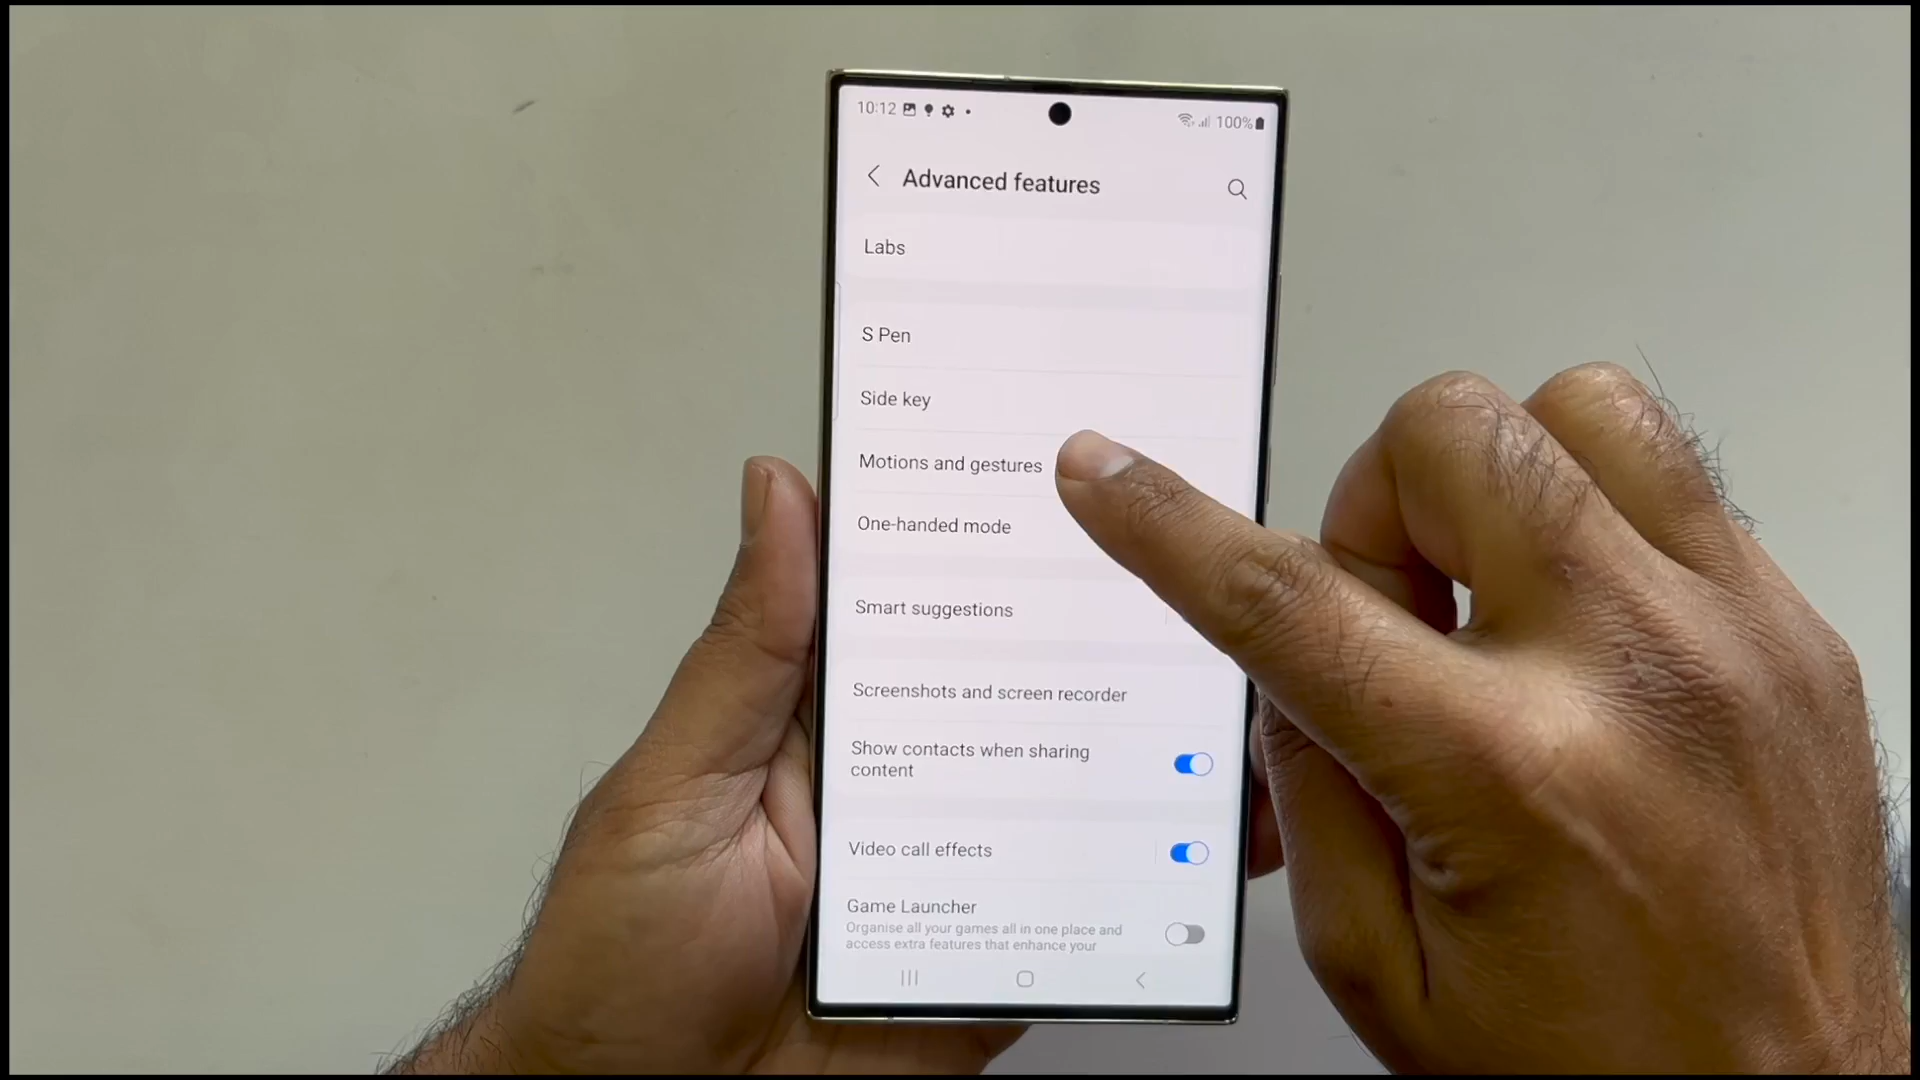 10:12
100%
Advanced features
Labs
S Pen
Side key
Motions and gestures
One-handed mode
Smart suggestions
Screenshots and screen recorder
Show contacts when sharing
content
Video call effects
Game Launcher
Organise all your games all in one place and
access extra features that enhance your